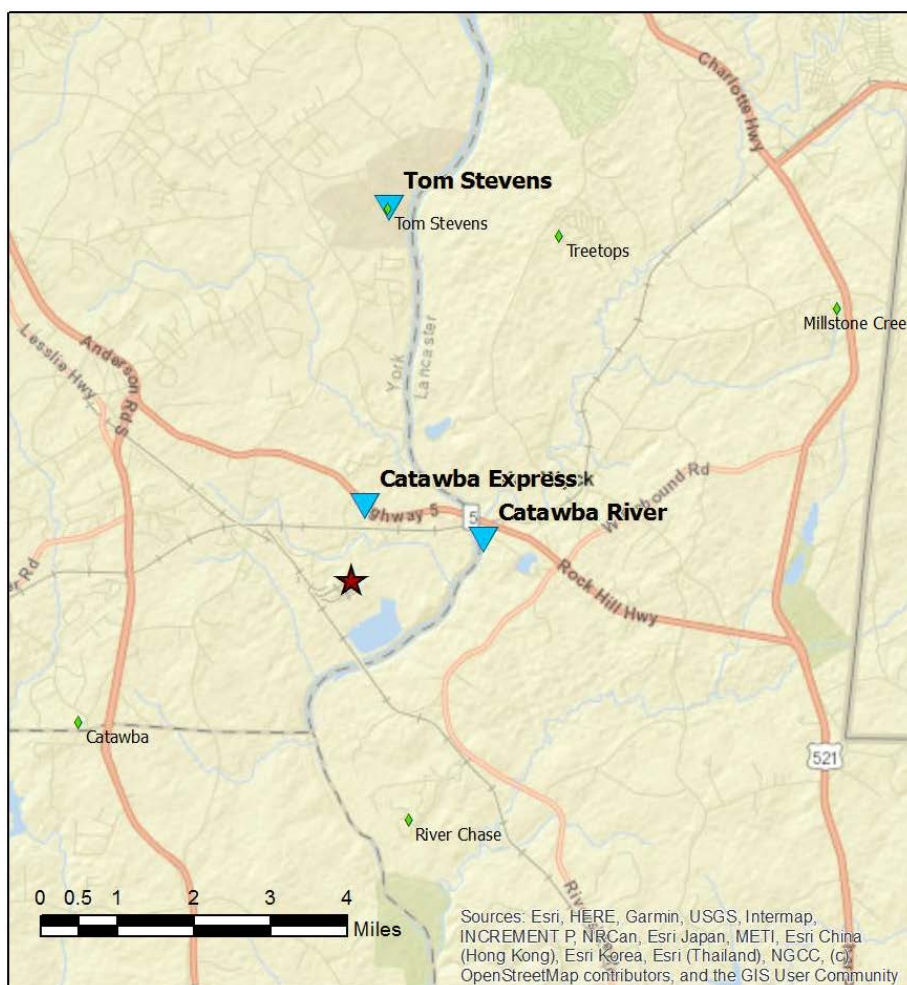 Charlotte Hwy
Tom Stevens
Tom Stevens
Treetops
Millstone Cree
Lesslie Hwy
Anderson Rd S
York
Lancaster
Catawba Express
ghway 5
5
Catawba River
Rock Hill Hwy
er Rd
Catawba
521
River Chase
0 0.5 1 2 3 4
Miles
Sources: Esri, HERE, Garmin, USGS, Intermap,
INCREMENT P, NRCan, Esri Japan, METI, Esri China
(Hong Kong), Esri Korea, Esri (Thailand), NGCC, (c)
OpenStreetMap contributors, and the GIS User Community